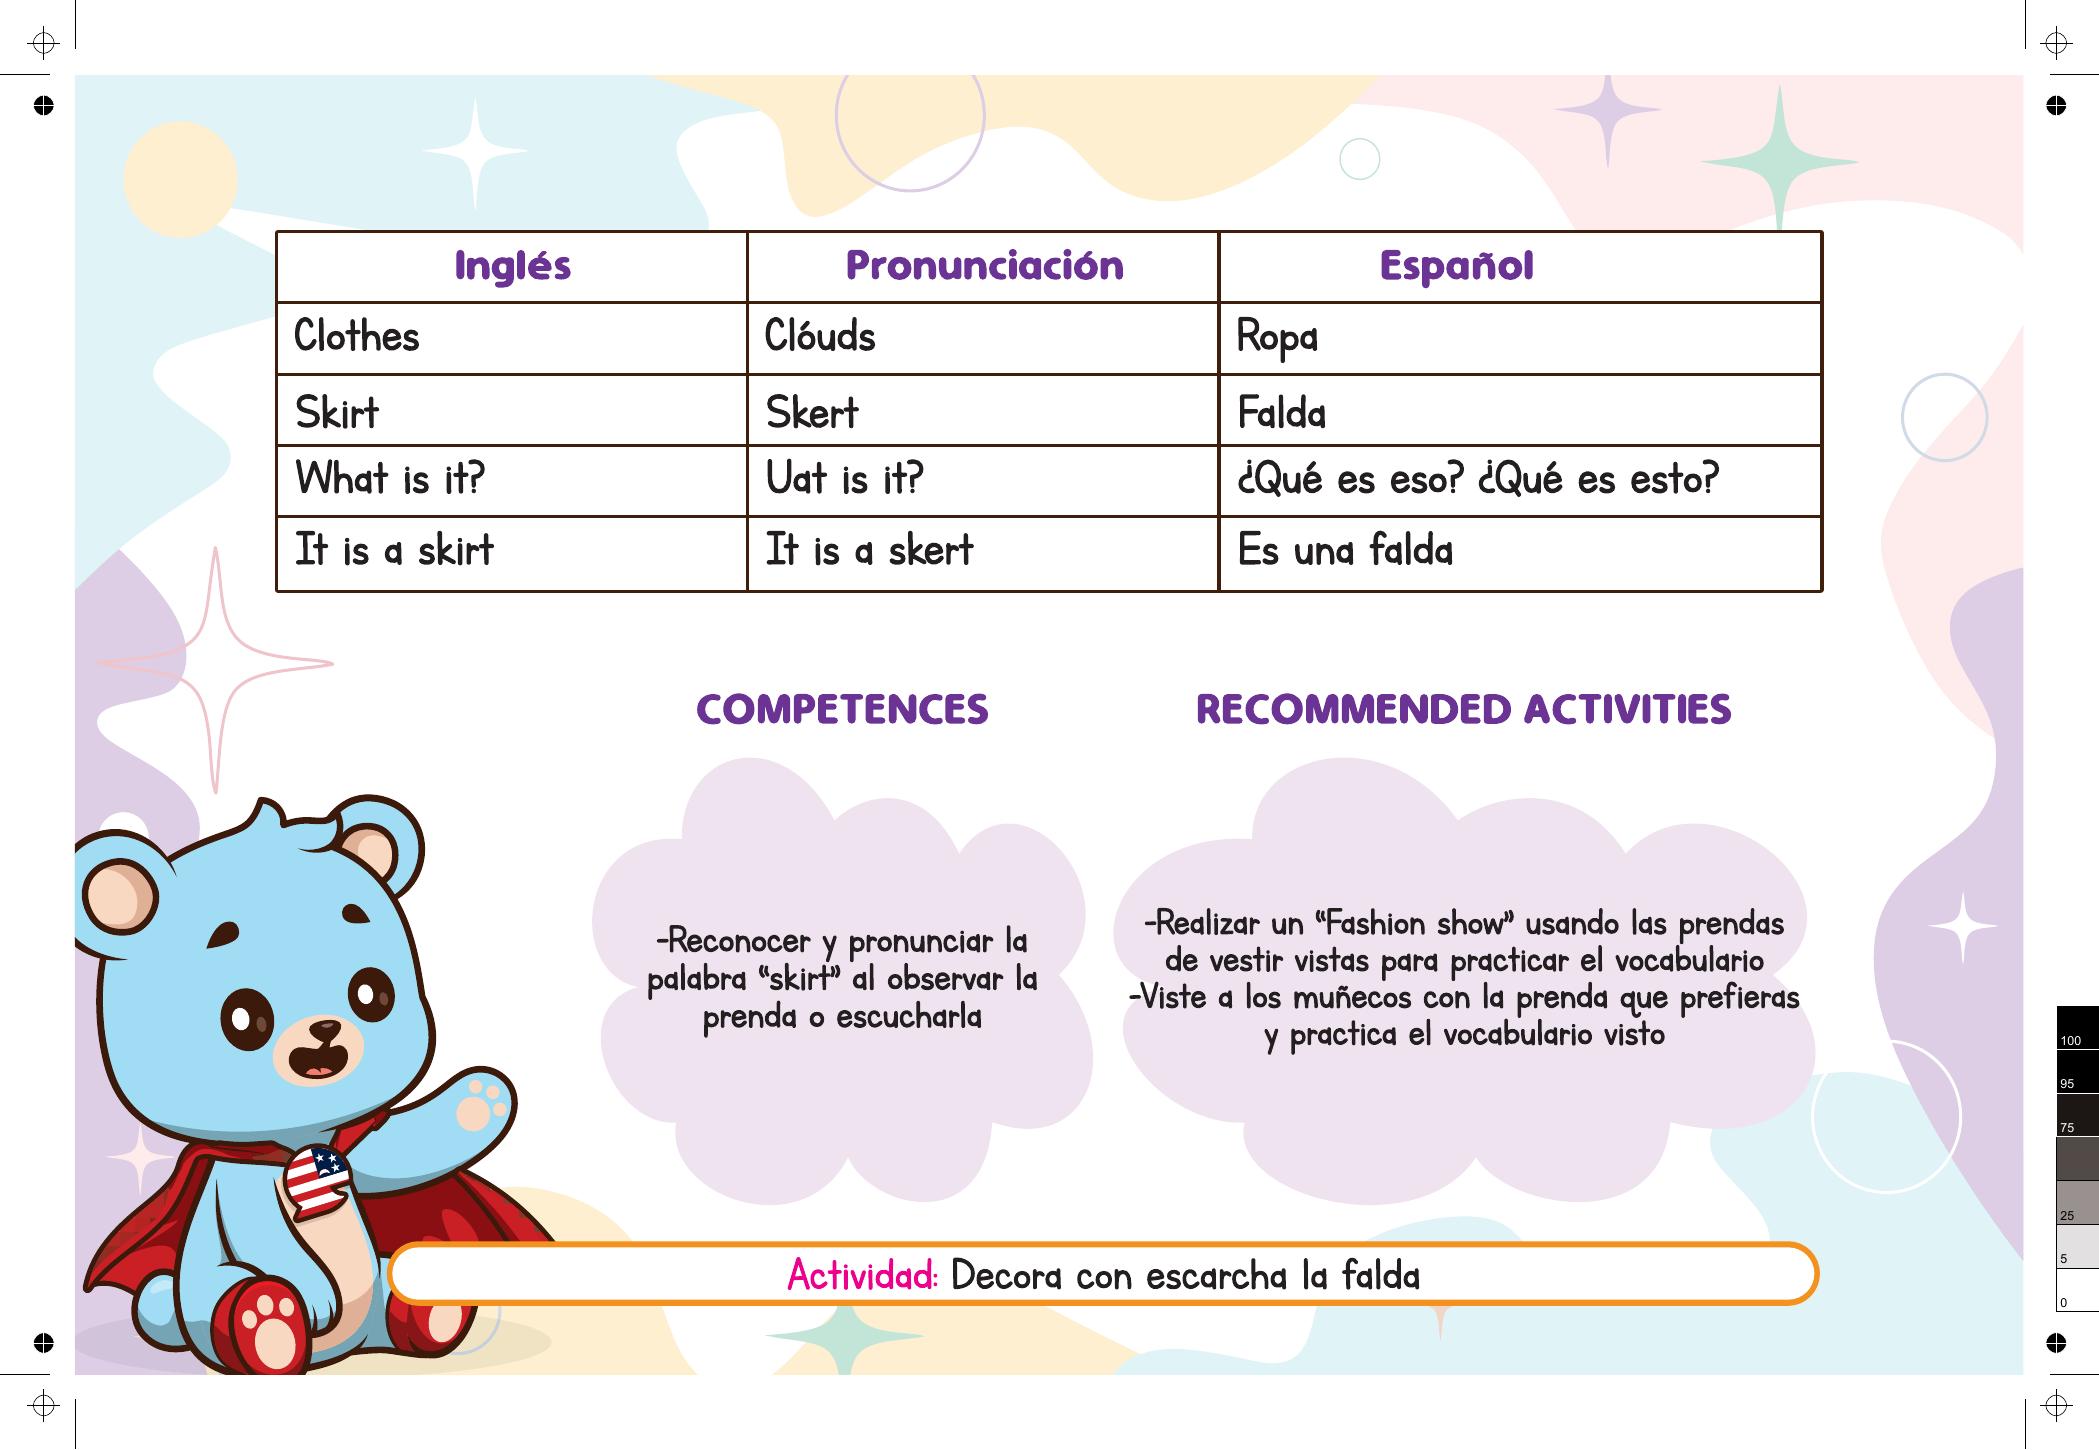 Inglés Pronunciación Español
Clothes Clóuds Ropa
Skirt Skert Falda
What is it? Uat is it? ¿Qué es eso? ¿Qué es esto?
It is a skirt It is a skert Es una falda
COMPETENCES
-Reconocer y pronunciar la
palabra “skirt” al observar la
prenda o escucharla
RECOMMENDED ACTIVITIES
-Realizar un “Fashion show” usando las prendas
de vestir vistas para practicar el vocabulario
-Viste a los muñecos con la prenda que prefieras
y practica el vocabulario visto
Actividad: Decora con escarcha la falda
100
95
75
25
5
0